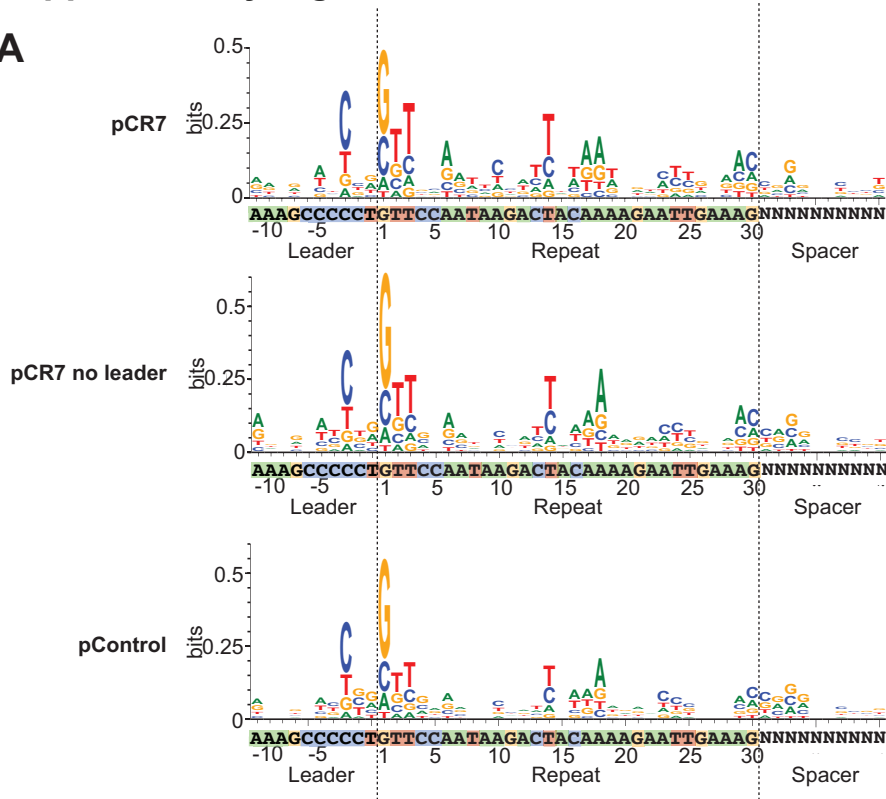 A
pCR7
bits
0.5
0.25
0
AAAGCCCCCTGTTCCAATAAGACTACAAAAGAATTGAAAGNNNNNNNNNN
-10 -5 1 5 10 15 20 25 30
Leader Repeat Spacer
pCR7 no leader
bits
0.5
0.25
0
AAAGCCCCCTGTTCCAATAAGACTACAAAAGAATTGAAAGNNNNNNNNNN
-10 -5 1 5 10 15 20 25 30
Leader Repeat Spacer
pControl
bits
0.5
0.25
0
AAAGCCCCCTGTTCCAATAAGACTACAAAAGAATTGAAAGNNNNNNNNNN
-10 -5 1 5 10 15 20 25 30
Leader Repeat Spacer